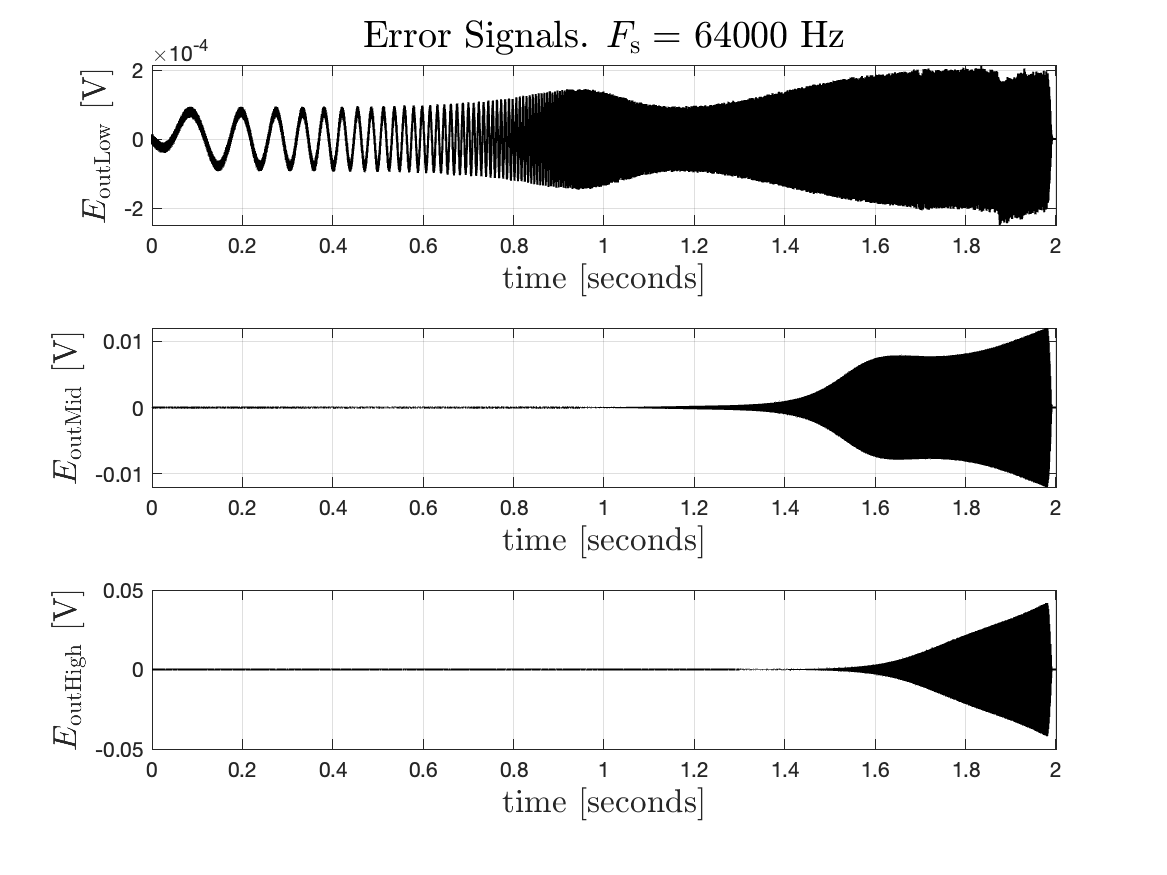 Error Signals. Fs = 64000 Hz
×10-4
2
0
-2
EoutLow [V]
0 0.2 0.4 0.6 0.8 1 1.2 1.4 1.6 1.8 2
time [seconds]
0.01
0
-0.01
EoutMid [V]
0 0.2 0.4 0.6 0.8 1 1.2 1.4 1.6 1.8 2
time [seconds]
0.05
0
-0.05
EoutHigh [V]
0 0.2 0.4 0.6 0.8 1 1.2 1.4 1.6 1.8 2
time [seconds]